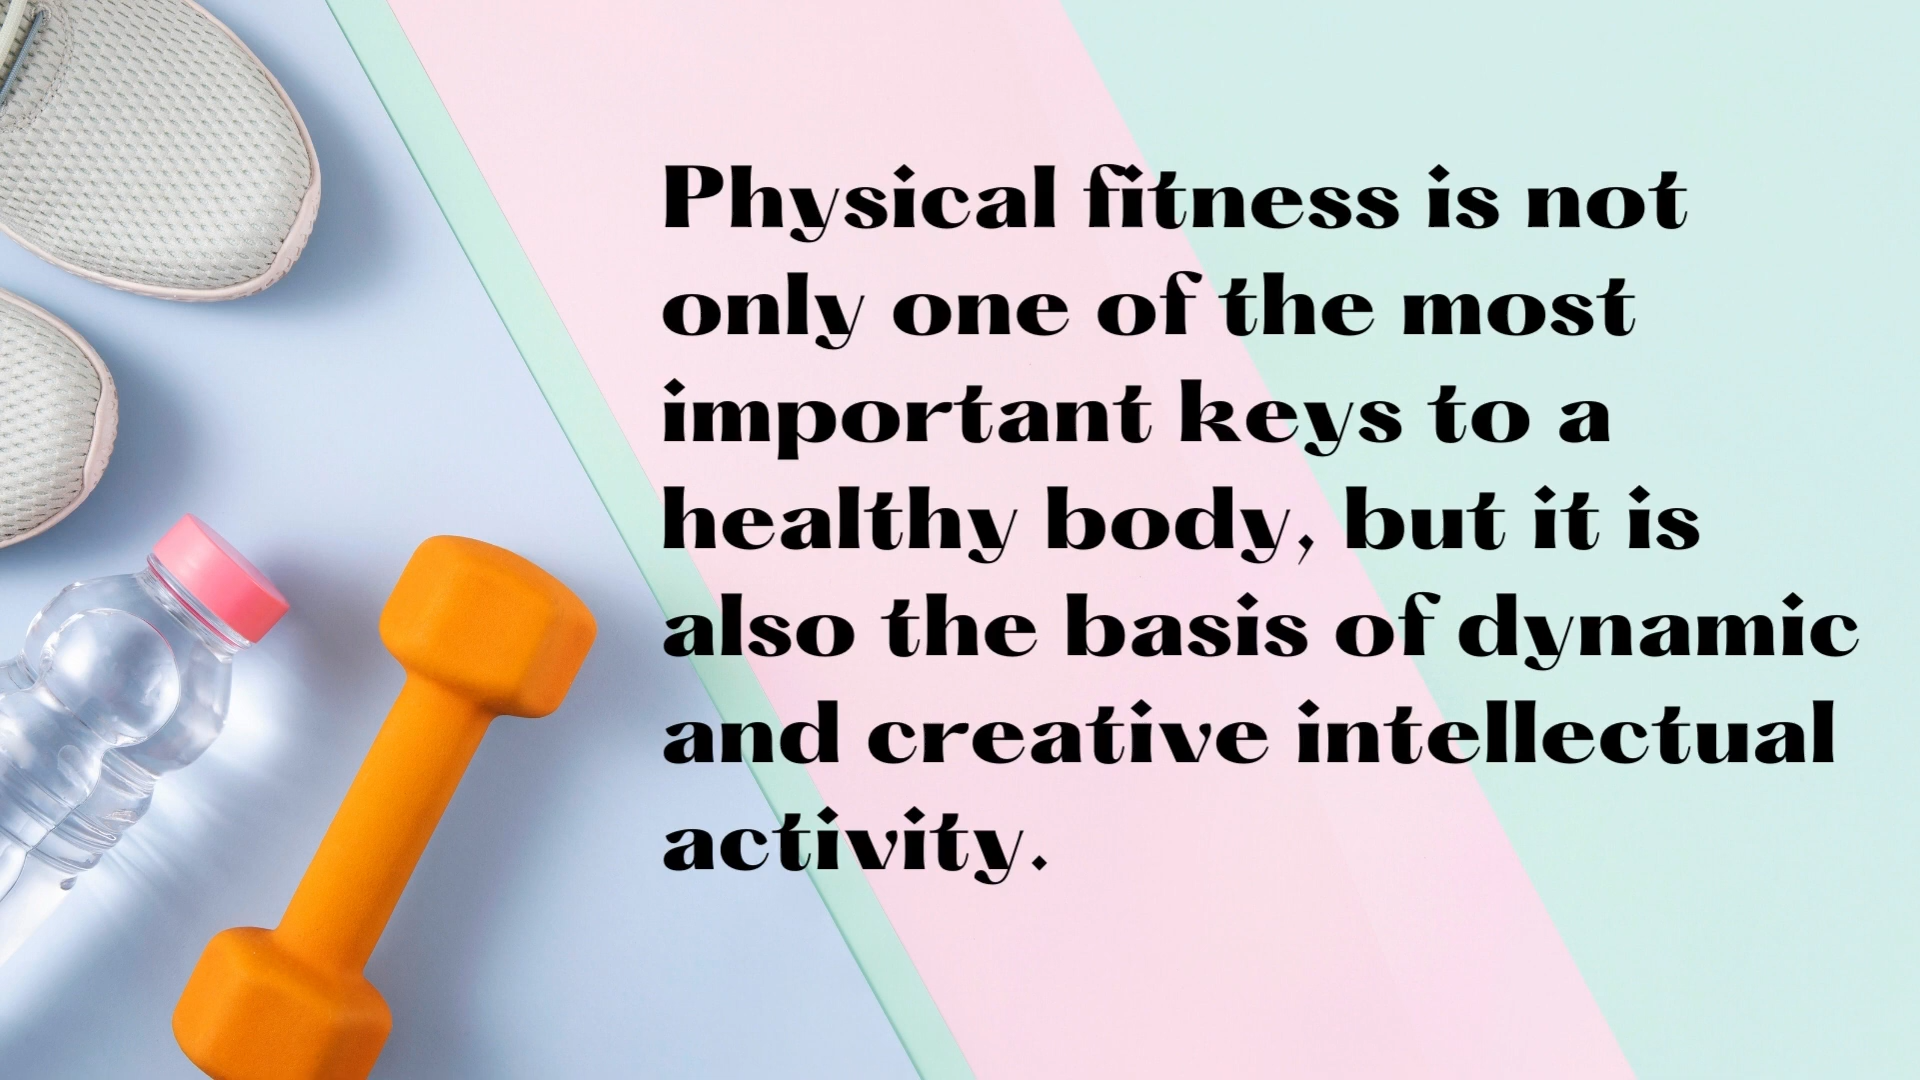 Physical fitness is not
only one of the most
important keys to a
healthy body, but it is
also the basis of dynamic
and creative intellectual
activity.